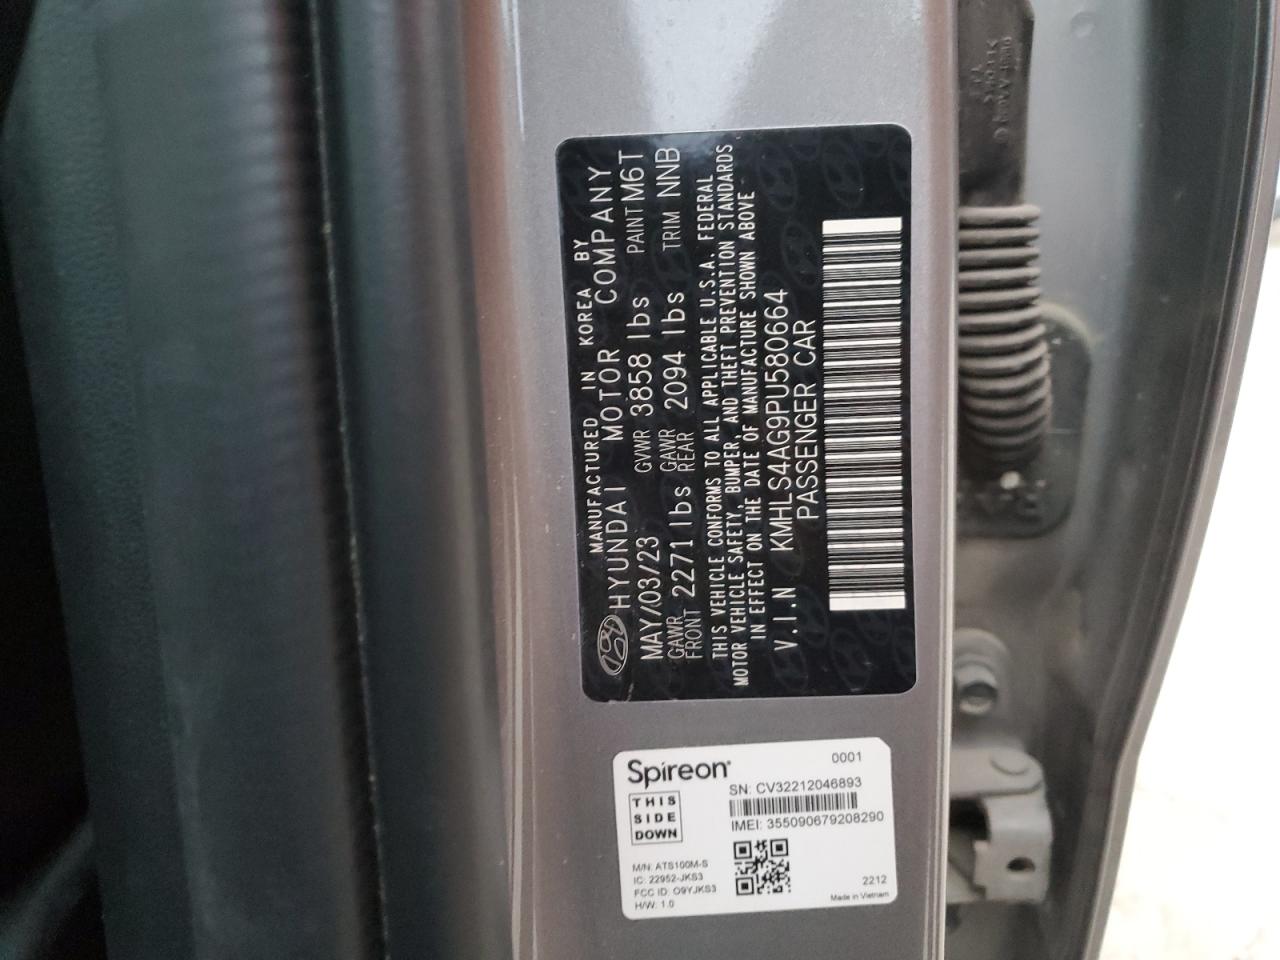 MANUFACTURED IN KOREA BY
HYUNDAI MOTOR COMPANY
MAY/03/23 GVWR 3858 lbs PAINT M6T
GAWR FRONT 2271 lbs GAWR REAR 2094 lbs TRIM NNB
THIS VEHICLE CONFORMS TO ALL APPLICABLE U.S.A. FEDERAL
MOTOR VEHICLE SAFETY, BUMPER, AND THEFT PREVENTION STANDARDS
IN EFFECT ON THE DATE OF MANUFACTURE SHOWN ABOVE
V.I.N KMHLS4AG9PU580664
PASSENGER CAR
Spireon
0001
THIS
SIDE
DOWN
SN: CV32212046893
IMEI: 355090679208290
M/N: ATS100M-S
IC: 22952-JKS3
FCC ID: O9YJKS3
H/W: 1.0
2212
Made in Vietnam